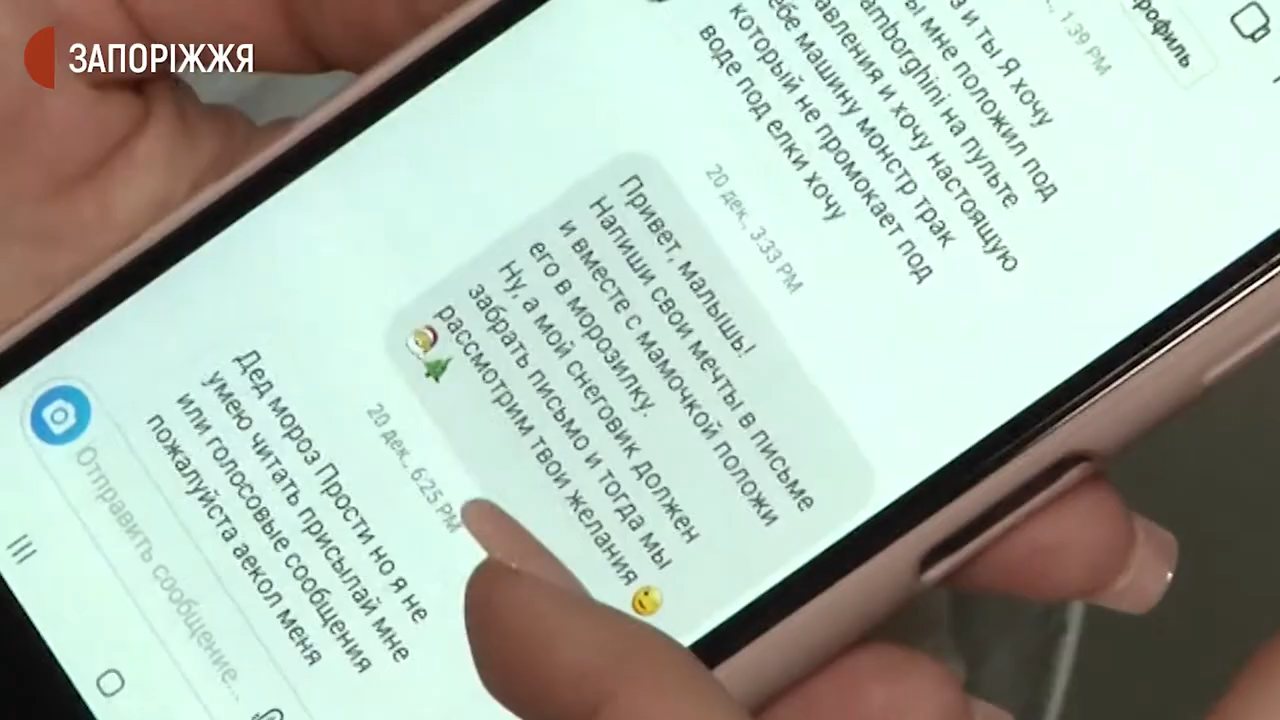 ЗАПОРІЖЖЯ
профиль
1:39 PM
з и ты Я хочу
ы мне положил под
amborghini на пульте
авления и хочу настоящую
ебе машину монстр трак
который не промокает под
воде под елки хочу
20 дек., 3:33 PM
Привет, малышь!
Напиши свои мечты в письме
и вместе с мамочкой положи
его в морозилку.
Ну, а мой снеговик должен
забрать письмо и тогда мы
рассмотрим твои желания 🙂
🎅🎄
20 дек., 6:25 PM
Дед мороз Прости но я не
умею читать присылай мне
или голосовые сообщения
пожалуйста аекол меня
Отправить сообщение...